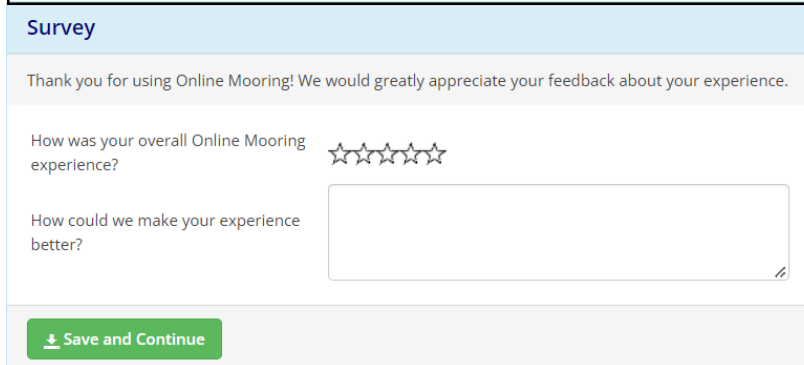 Survey
Thank you for using Online Mooring! We would greatly appreciate your feedback about your experience.
How was your overall Online Mooring
experience?
How could we make your experience
better?
Save and Continue